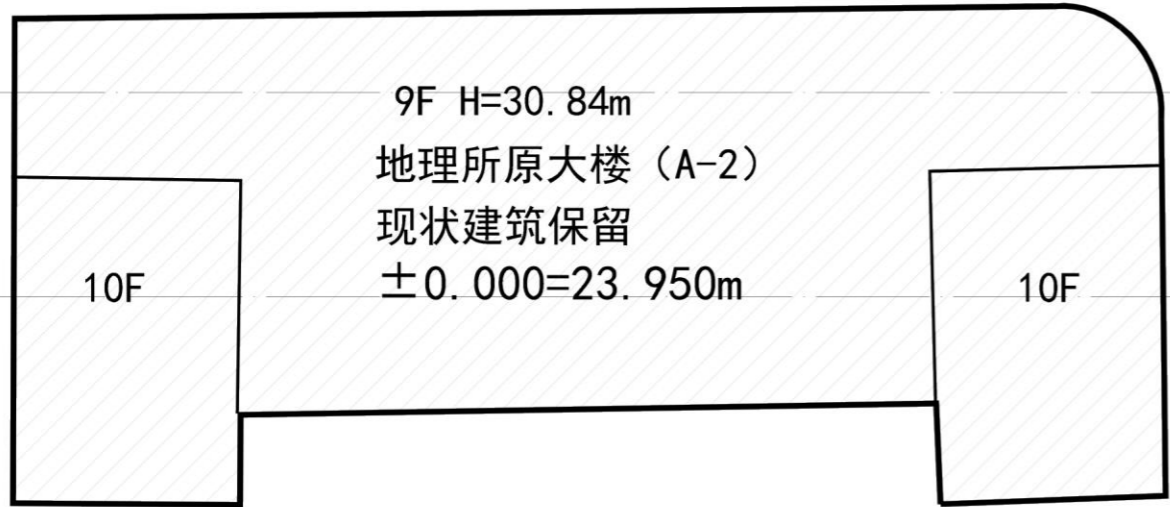 9F H=30.84m
地理所原大楼（A-2）
现状建筑保留
±0.000=23.950m
10F
10F